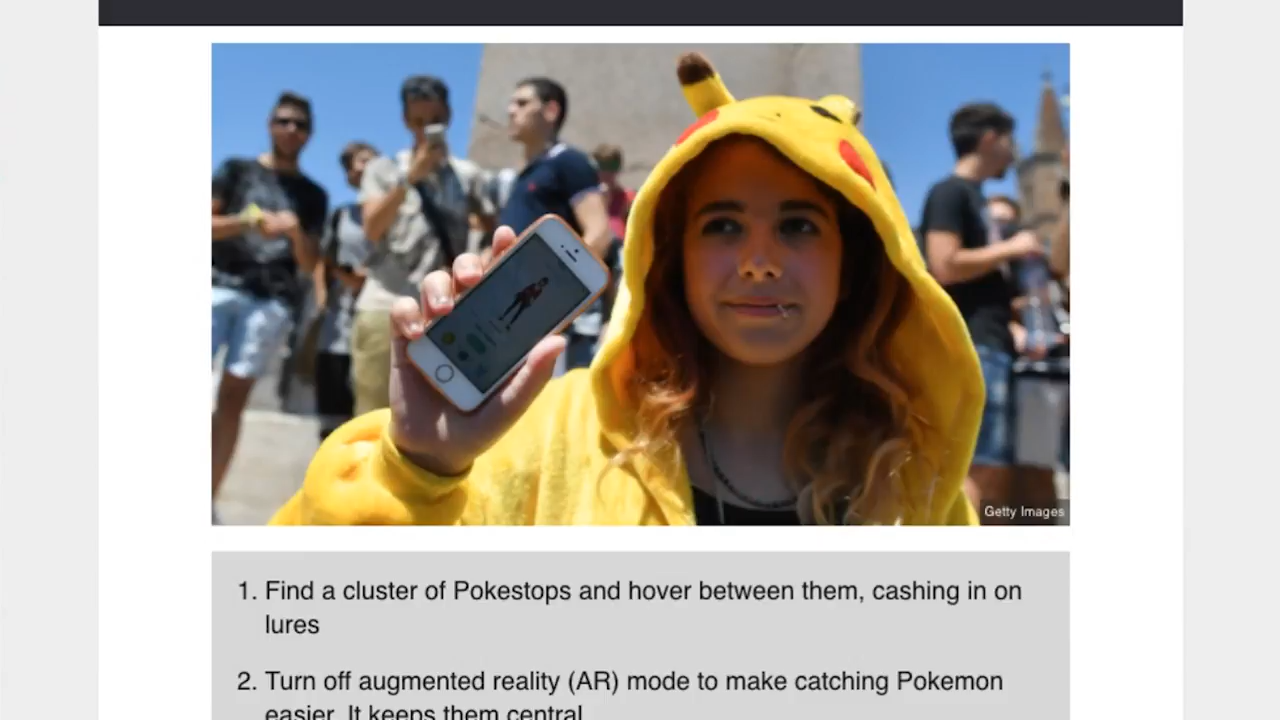 Getty Images
1. Find a cluster of Pokestops and hover between them, cashing in on
lures
2. Turn off augmented reality (AR) mode to make catching Pokemon
easier. It keeps them central